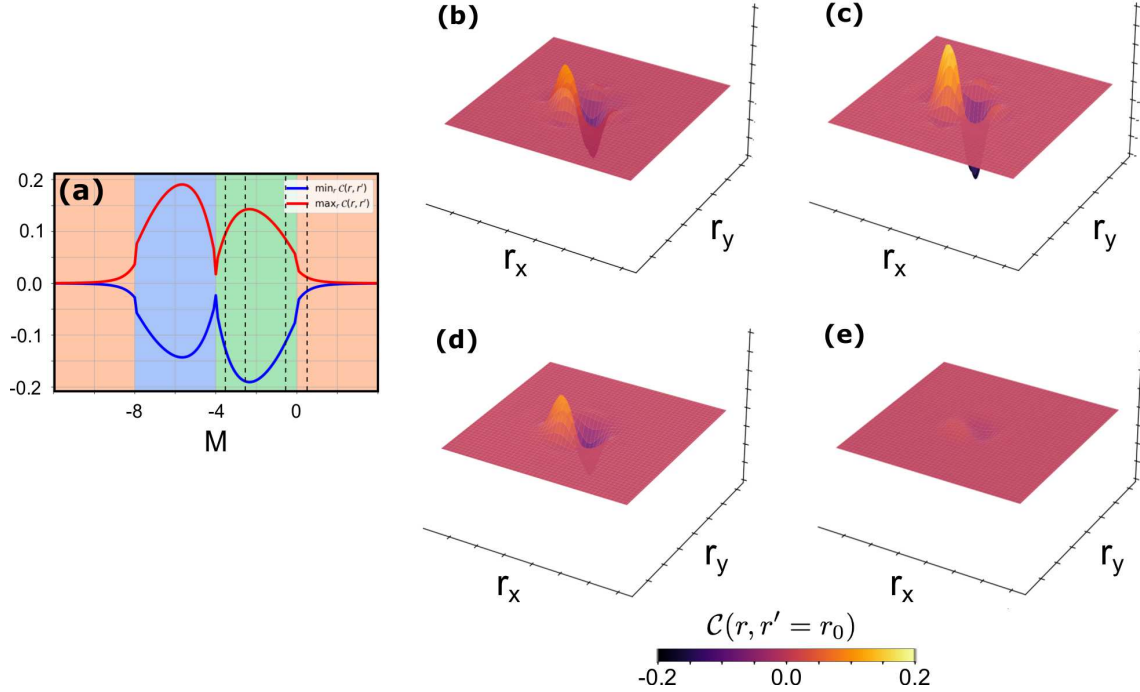 (a)
min_r C(r, r')
max_r C(r, r')
0.2
0.1
0.0
-0.1
-0.2
-8
-4
0
M
(b)
r_x
r_y
(c)
r_x
r_y
(d)
r_x
r_y
(e)
r_x
r_y
C(r, r' = r_0)
-0.2
0.0
0.2